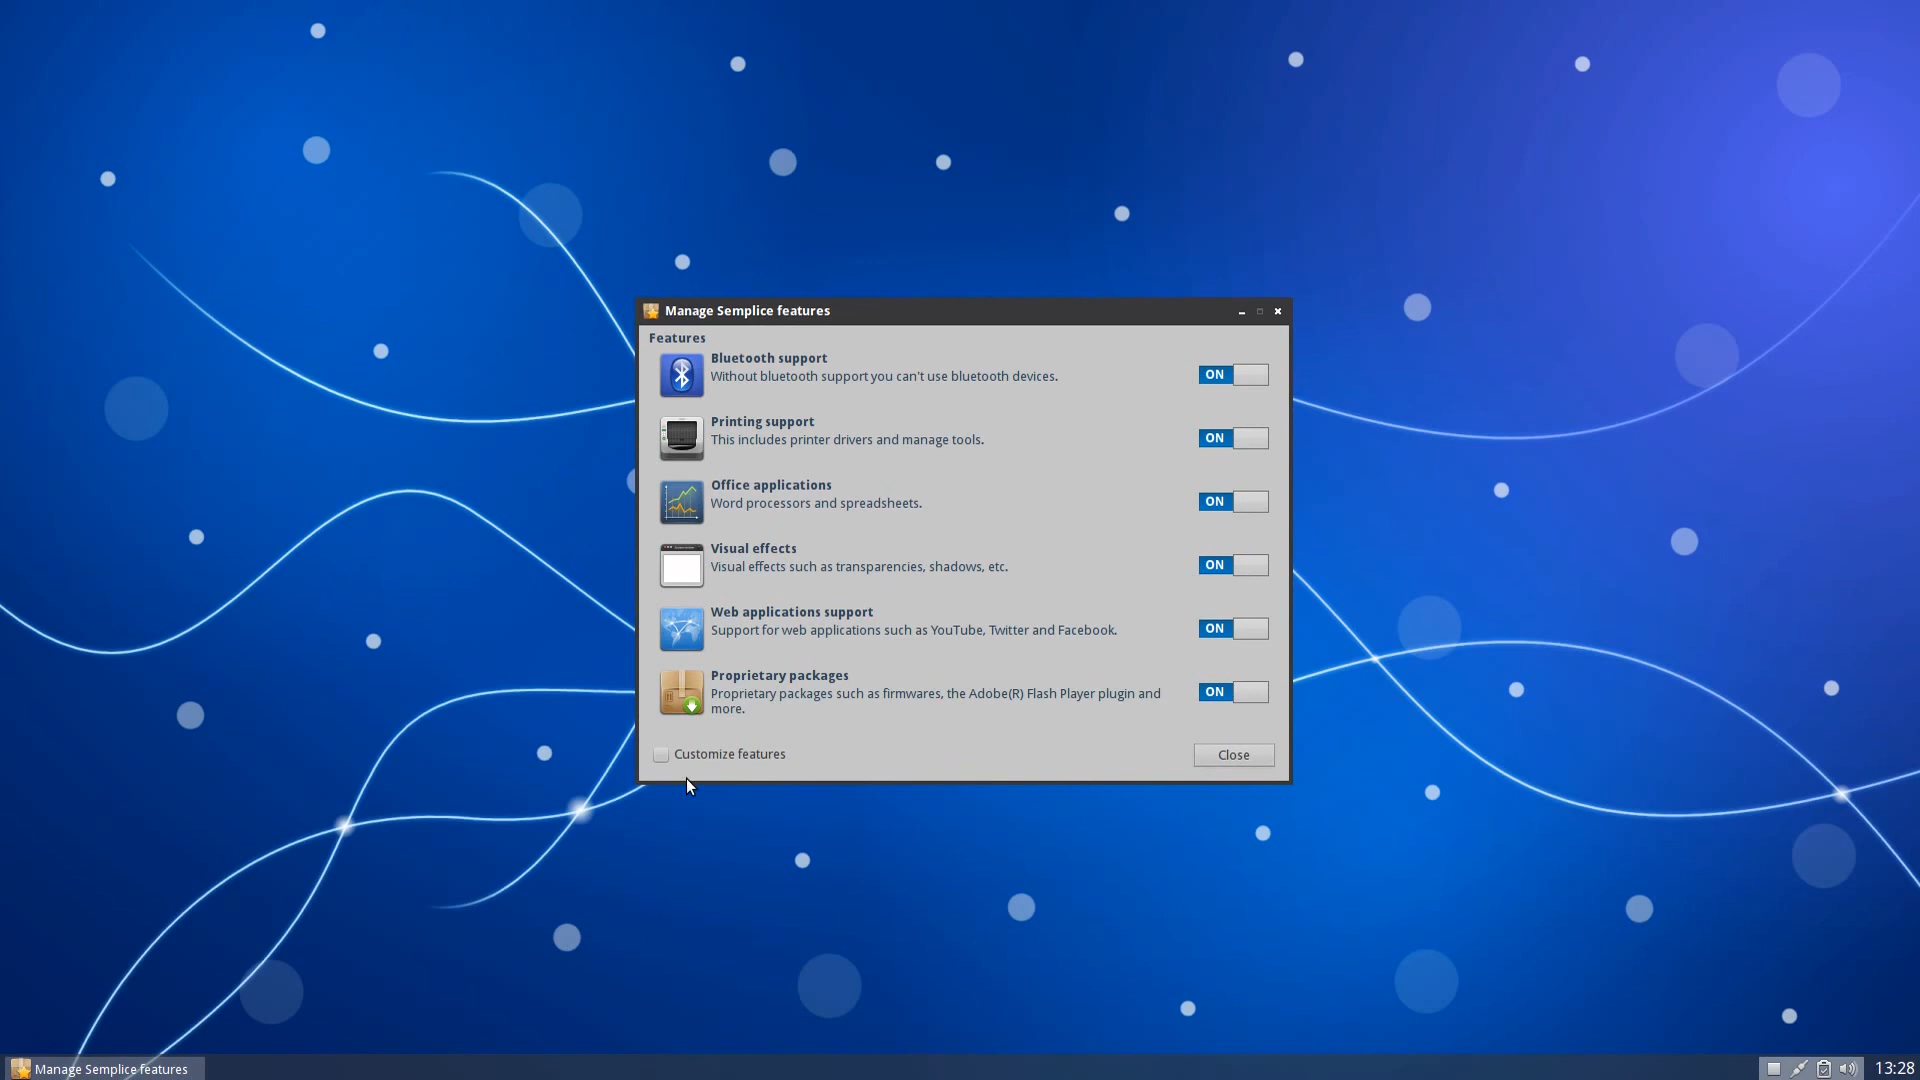 Manage Semplice features
Features
Bluetooth support
Without bluetooth support you can't use bluetooth devices.
ON
Printing support
This includes printer drivers and manage tools.
ON
Office applications
Word processors and spreadsheets.
ON
Visual effects
Visual effects such as transparencies, shadows, etc.
ON
Web applications support
Support for web applications such as YouTube, Twitter and Facebook.
ON
Proprietary packages
Proprietary packages such as firmwares, the Adobe(R) Flash Player plugin and
more.
ON
Customize features
Close
Manage Semplice features
13:28